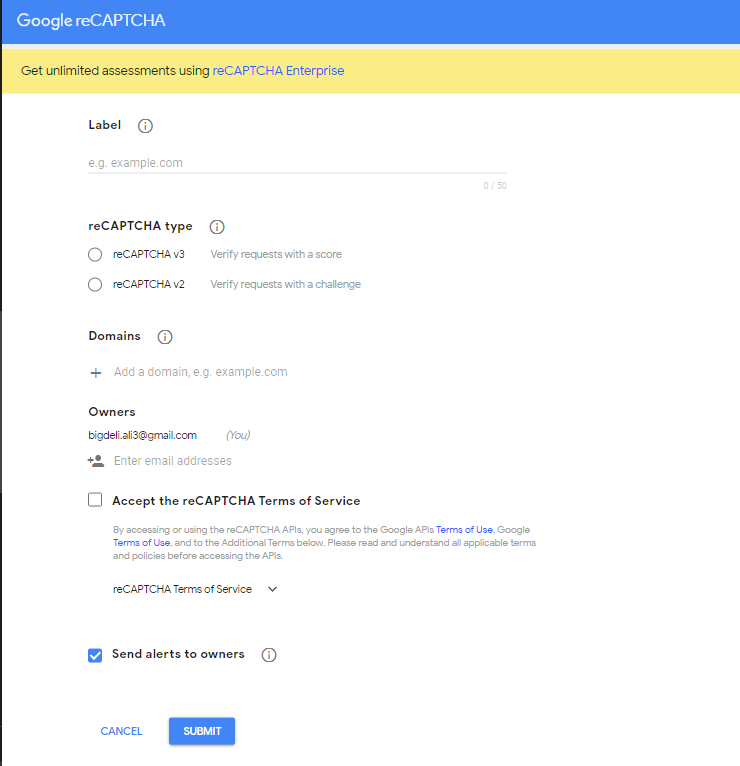 Google reCAPTCHA
Get unlimited assessments using reCAPTCHA Enterprise
Label
e.g. example.com
0 / 50
reCAPTCHA type
reCAPTCHA v3 Verify requests with a score
reCAPTCHA v2 Verify requests with a challenge
Domains
Add a domain, e.g. example.com
Owners
bigdeli.ali3@gmail.com (You)
Enter email addresses
Accept the reCAPTCHA Terms of Service
By accessing or using the reCAPTCHA APIs, you agree to the Google APIs Terms of Use, Google
Terms of Use, and to the Additional Terms below. Please read and understand all applicable terms
and policies before accessing the APIs.
reCAPTCHA Terms of Service
Send alerts to owners
CANCEL SUBMIT